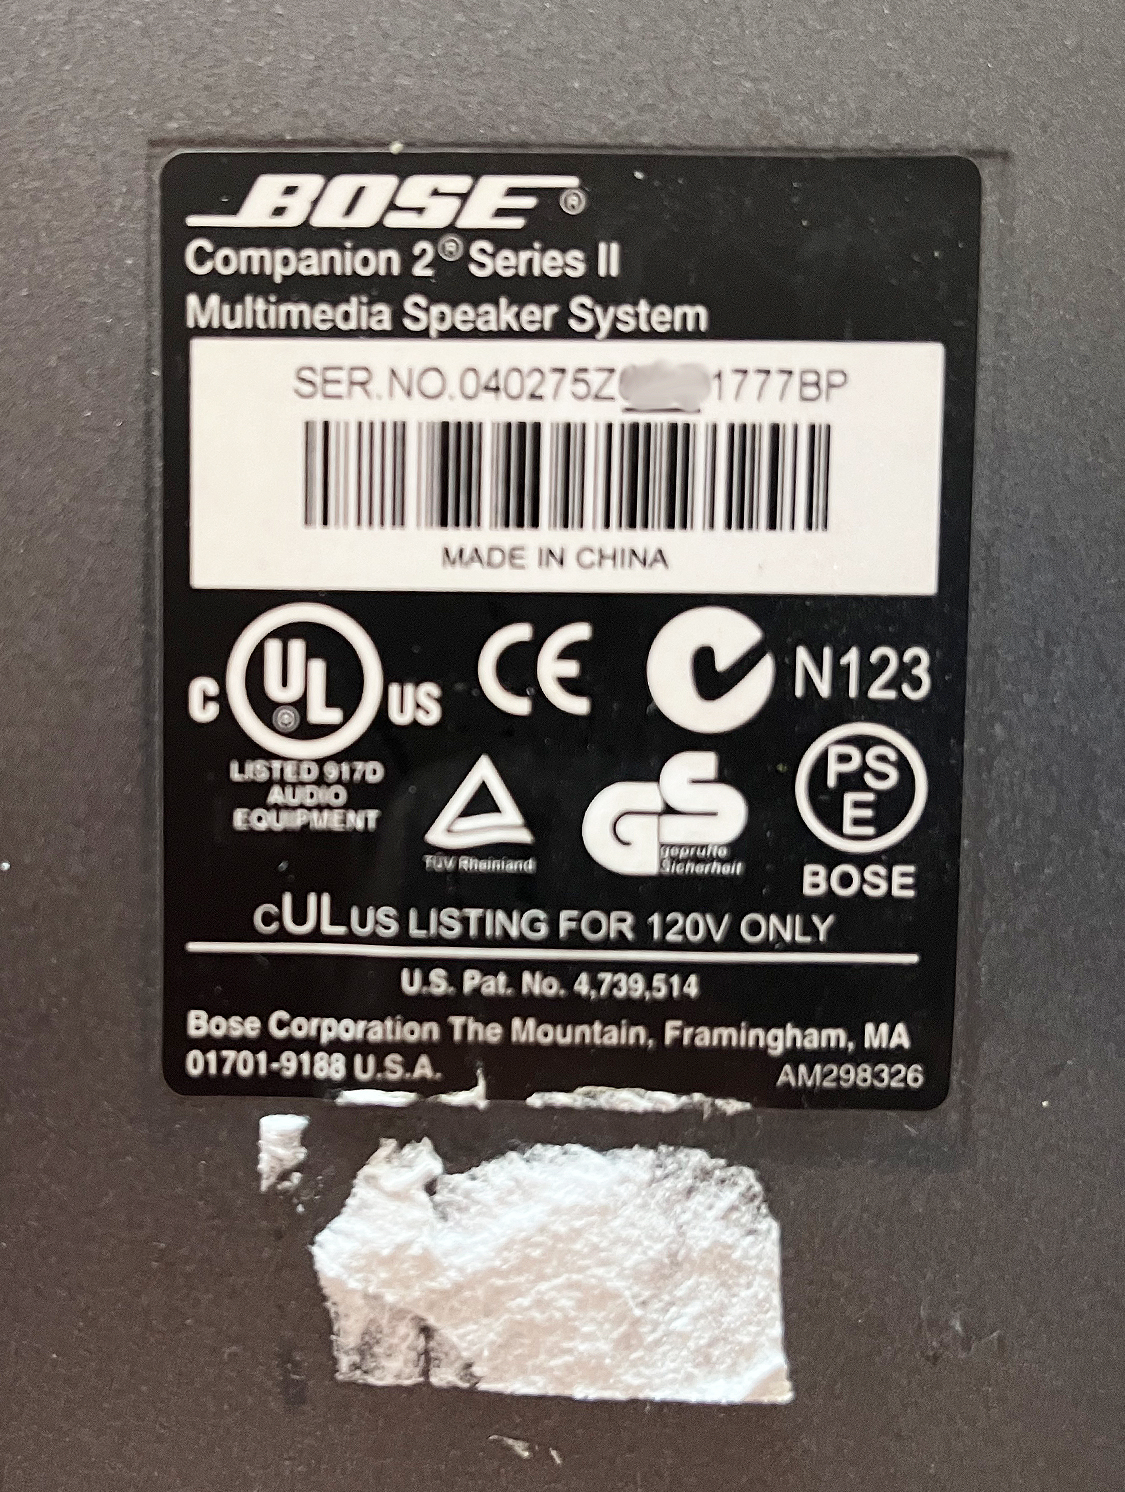 BOSE®
Companion 2® Series II
Multimedia Speaker System
SER.NO.040275Z 1777BP
MADE IN CHINA
C UL® US
CE
N123
LISTED 917D
AUDIO
EQUIPMENT
TÜV Rheinland
GS
geprüfte
Sicherheit
PS
E
BOSE
cULus LISTING FOR 120V ONLY
U.S. Pat. No. 4,739,514
Bose Corporation The Mountain, Framingham, MA
01701-9188 U.S.A.
AM298326